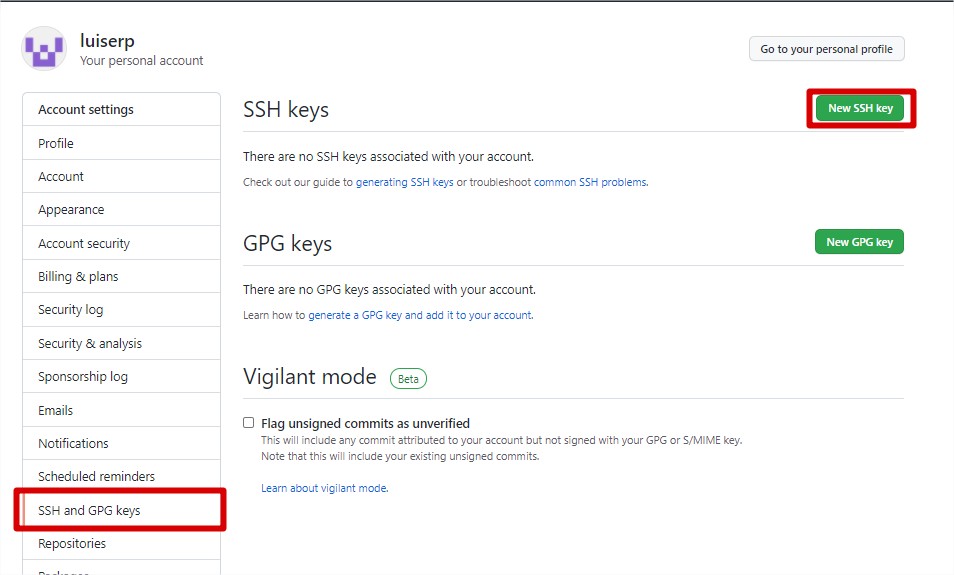 luiserp
Your personal account
Go to your personal profile
Account settings
Profile
Account
Appearance
Account security
Billing & plans
Security log
Security & analysis
Sponsorship log
Emails
Notifications
Scheduled reminders
SSH and GPG keys
Repositories
Packages
SSH keys
New SSH key
There are no SSH keys associated with your account.
Check out our guide to generating SSH keys or troubleshoot common SSH problems.
GPG keys
New GPG key
There are no GPG keys associated with your account.
Learn how to generate a GPG key and add it to your account.
Vigilant mode Beta
Flag unsigned commits as unverified
This will include any commit attributed to your account but not signed with your GPG or S/MIME key.
Note that this will include your existing unsigned commits.
Learn about vigilant mode.